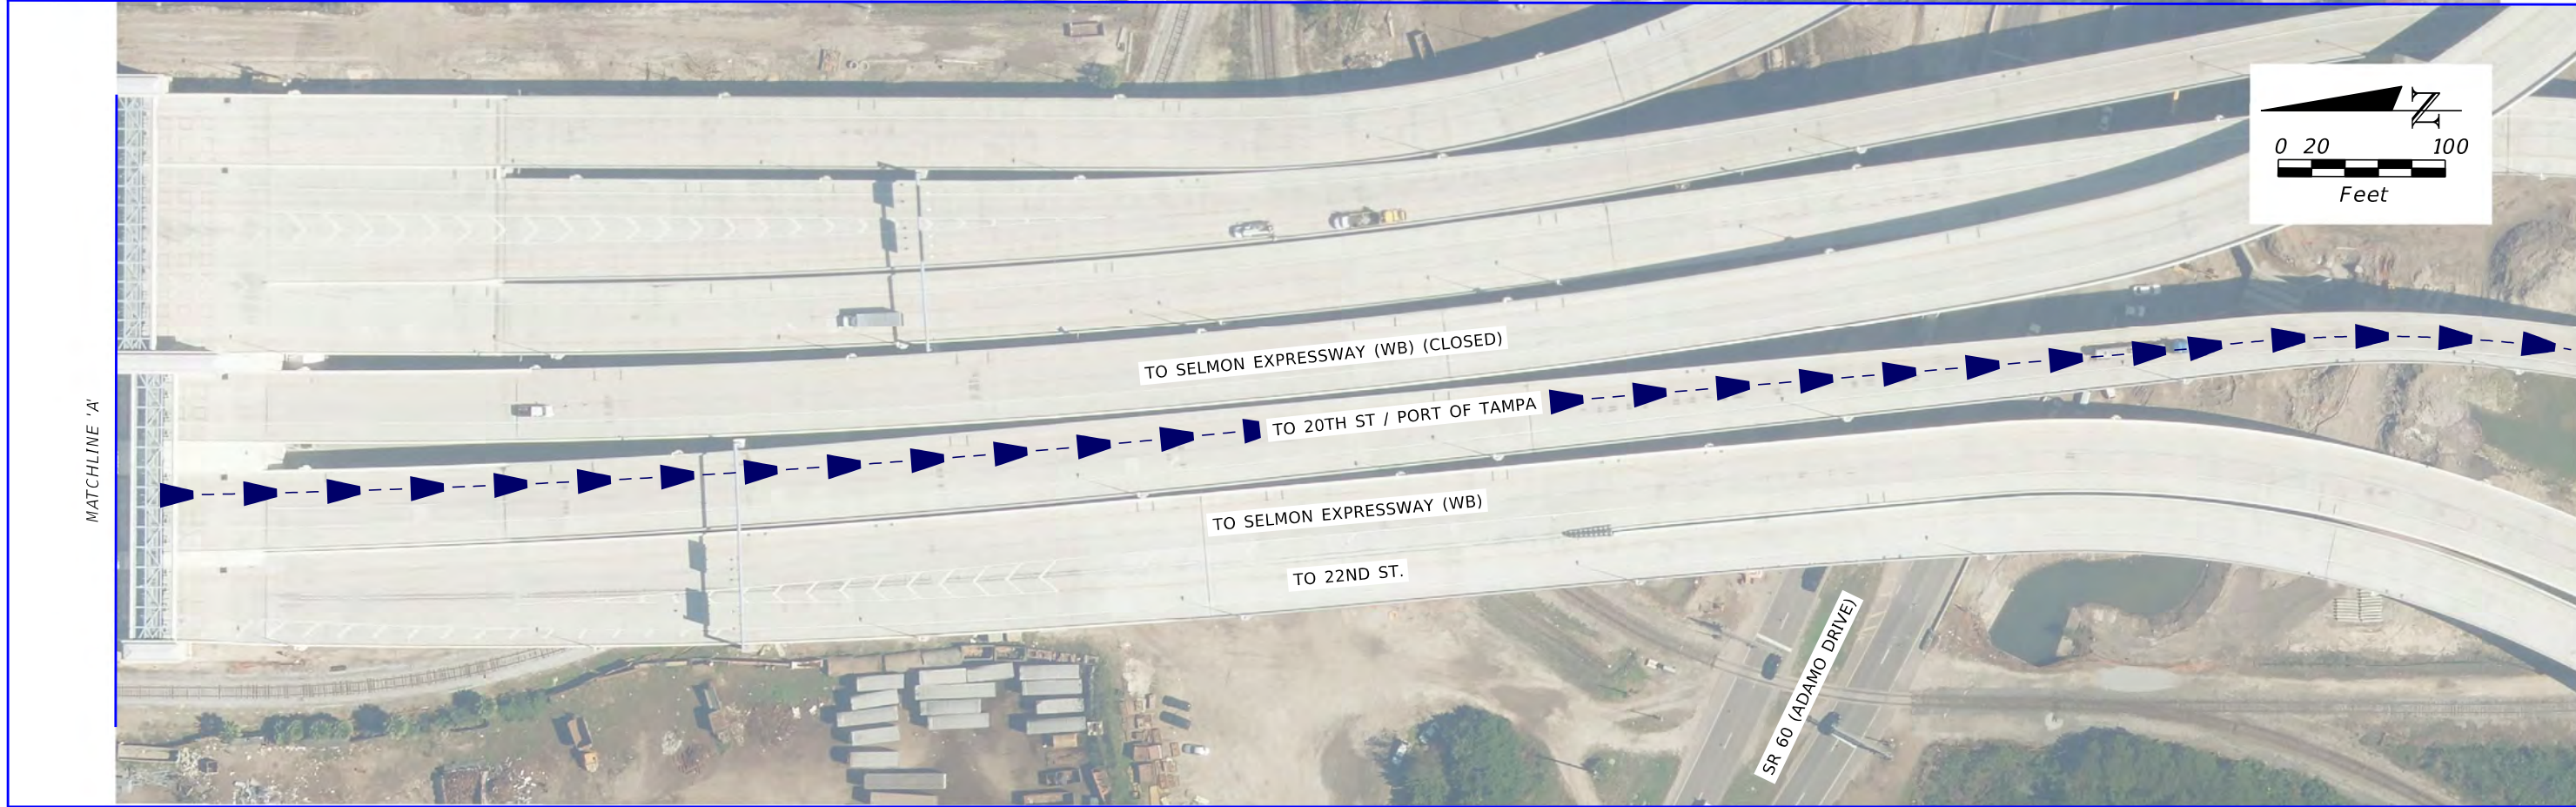 N
0 20 100
Feet
TO SELMON EXPRESSWAY (WB) (CLOSED)
TO 20TH ST / PORT OF TAMPA
MATCHLINE 'A'
TO SELMON EXPRESSWAY (WB)
TO 22ND ST.
SR 60 (ADAMO DRIVE)